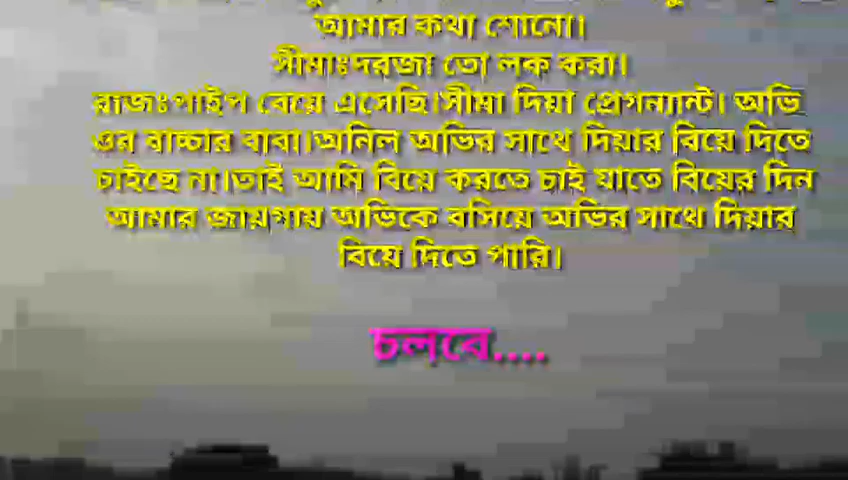 আমার কথা শোনো।
সীমাঃদরজা তো লক করা।
রাজঃপাইপ বেয়ে এসেছি।সীমা দিয়া প্রেগন্যান্ট। অভি
ওর বাচ্চার বাবা।অনিল অভির সাথে দিয়ার বিয়ে দিতে
চাইছে না।তাই আমি বিয়ে করতে চাই যাতে বিয়ের দিন
আমার জায়গায় অভিকে বসিয়ে অভির সাথে দিয়ার
বিয়ে দিতে পারি।
চলবে....